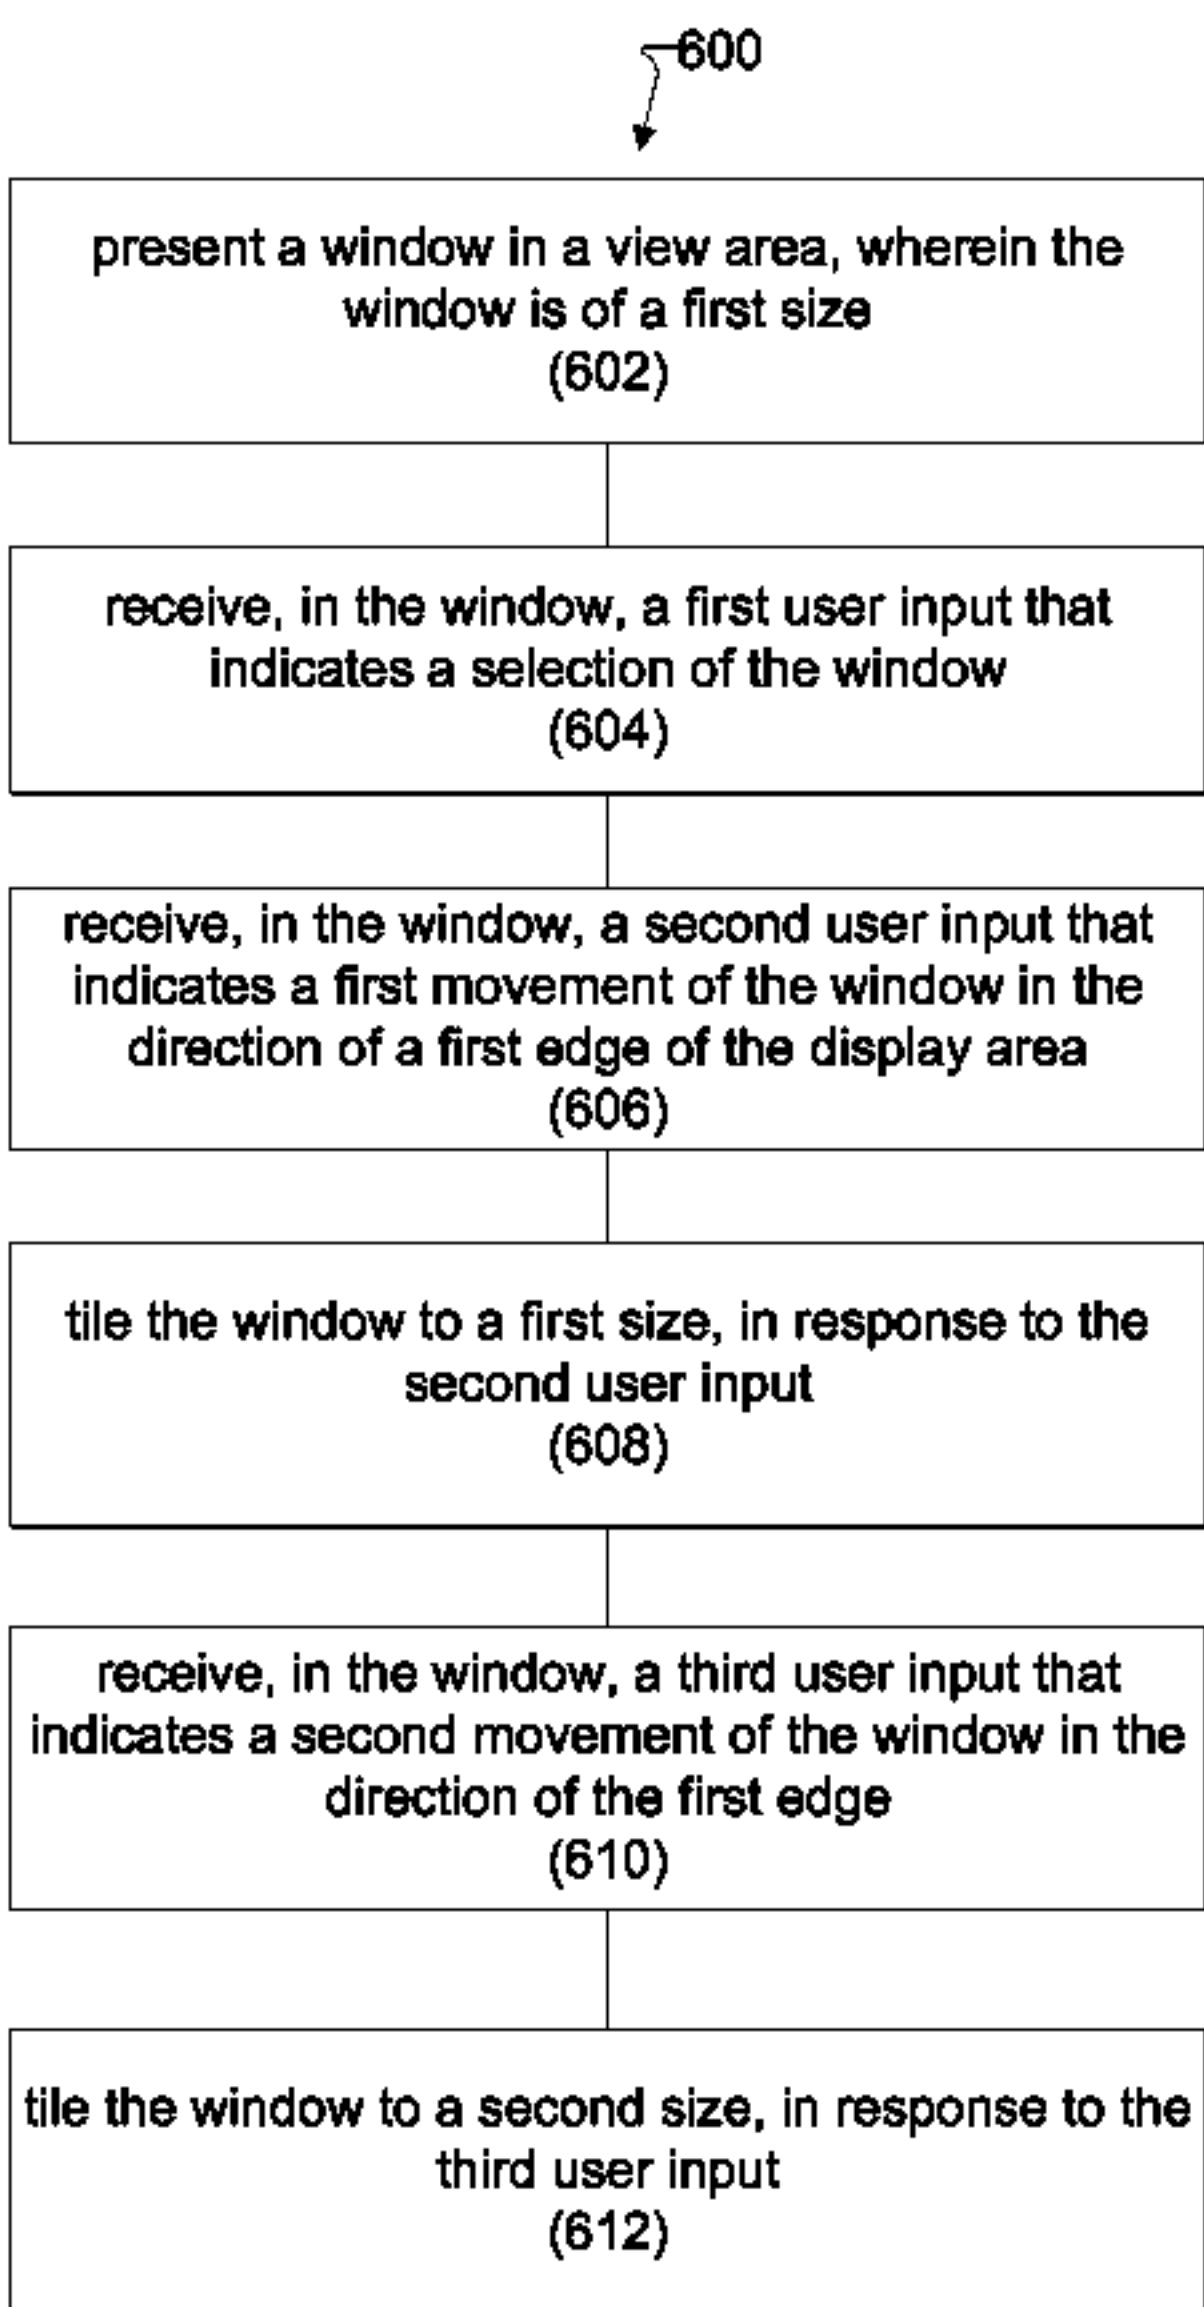 600
present a window in a view area, wherein the
window is of a first size
(602)
receive, in the window, a first user input that
indicates a selection of the window
(604)
receive, in the window, a second user input that
indicates a first movement of the window in the
direction of a first edge of the display area
(606)
tile the window to a first size, in response to the
second user input
(608)
receive, in the window, a third user input that
indicates a second movement of the window in the
direction of the first edge
(610)
tile the window to a second size, in response to the
third user input
(612)